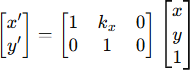 [x′ y′] = [1 kₓ 0; 0 1 0] [x y 1]